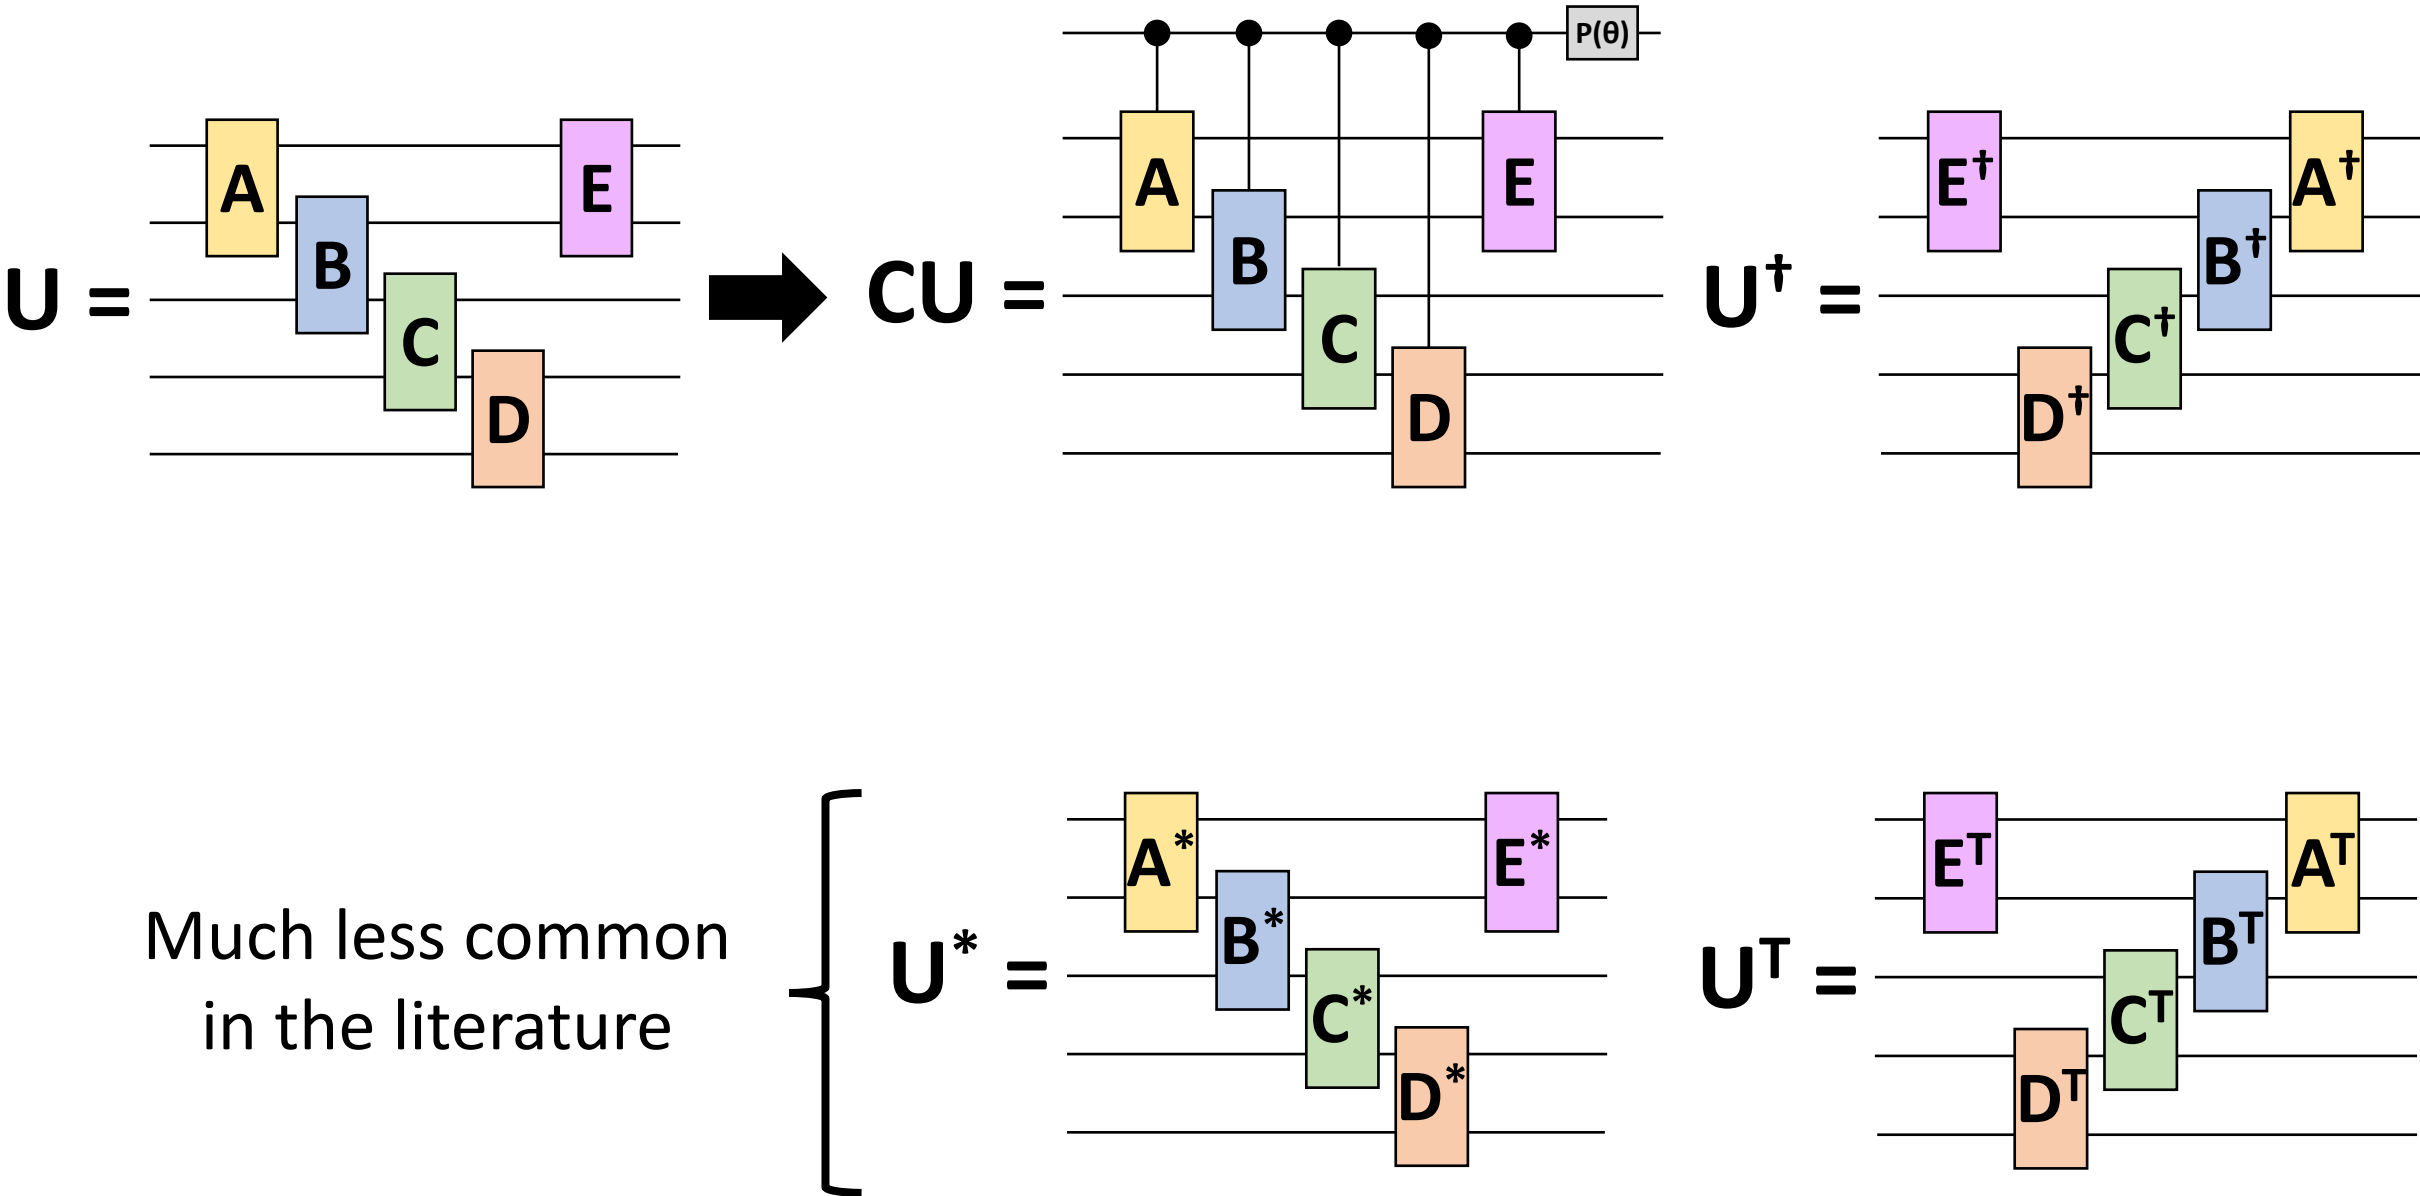 U =
A
B
C
D
E
CU =
A
B
C
D
E
P(θ)
U† =
E†
D†
C†
B†
A†
Much less common
in the literature
U* =
A*
B*
C*
D*
E*
Uᵀ =
Eᵀ
Dᵀ
Cᵀ
Bᵀ
Aᵀ